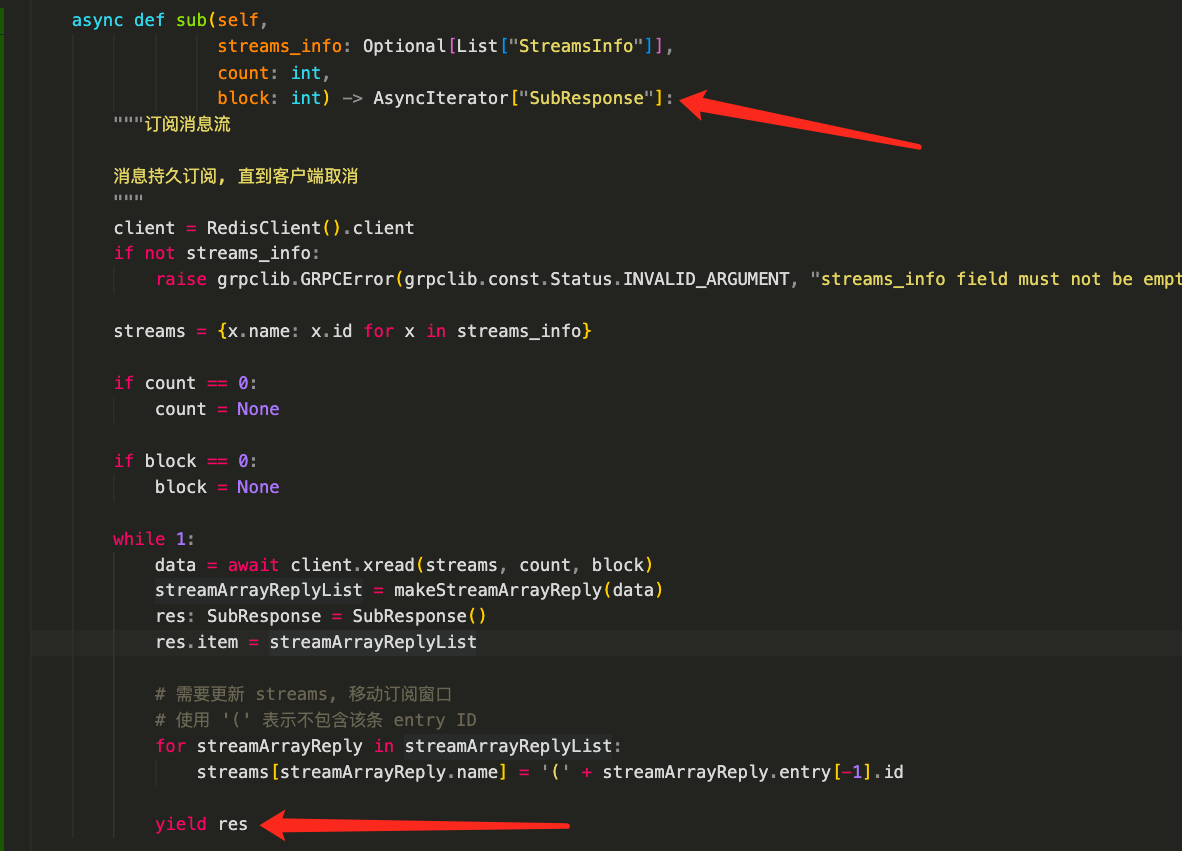 async def sub(self,
streams_info: Optional[List["StreamsInfo"]],
count: int,
block: int) -> AsyncIterator["SubResponse"]:
"""订阅消息流
消息持久订阅, 直到客户端取消
"""
client = RedisClient().client
if not streams_info:
raise grpclib.GRPCError(grpclib.const.Status.INVALID_ARGUMENT, "streams_info field must not be empt
streams = {x.name: x.id for x in streams_info}
if count == 0:
count = None
if block == 0:
block = None
while 1:
data = await client.xread(streams, count, block)
streamArrayReplyList = makeStreamArrayReply(data)
res: SubResponse = SubResponse()
res.item = streamArrayReplyList
# 需要更新 streams, 移动订阅窗口
# 使用 '(' 表示不包含该条 entry ID
for streamArrayReply in streamArrayReplyList:
streams[streamArrayReply.name] = '(' + streamArrayReply.entry[-1].id
yield res